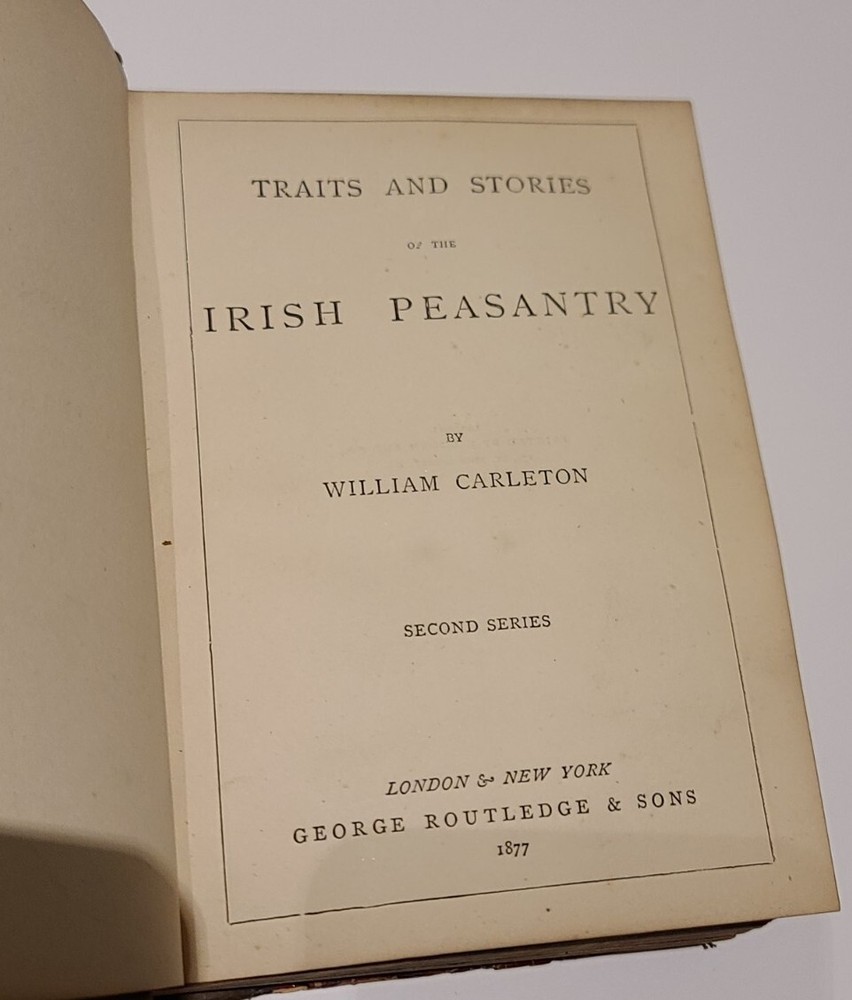 TRAITS AND STORIES
OF THE
IRISH PEASANTRY
BY
WILLIAM CARLETON
SECOND SERIES
LONDON & NEW YORK
GEORGE ROUTLEDGE & SONS
1877